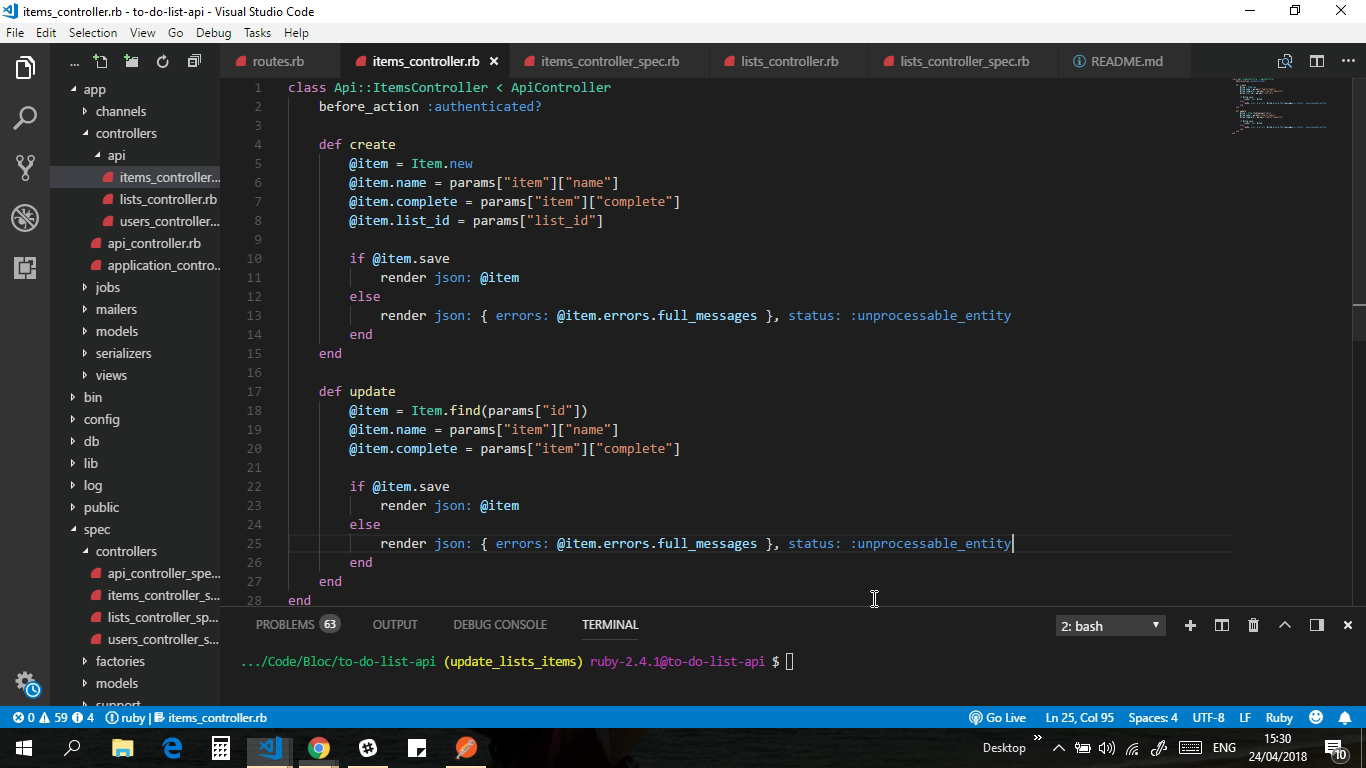 items_controller.rb - to-do-list-api - Visual Studio Code
File Edit Selection View Go Debug Tasks Help
... routes.rb items_controller.rb items_controller_spec.rb lists_controller.rb lists_controller_spec.rb README.md
app
channels
controllers
api
items_controller...
lists_controller.rb
users_controller...
api_controller.rb
application_contro...
jobs
mailers
models
serializers
views
bin
config
db
lib
log
public
spec
controllers
api_controller_spe...
items_controller_s...
lists_controller_sp...
users_controller_s...
factories
models
support
1 class Api::ItemsController < ApiController
2 before_action :authenticated?
3
4 def create
5 @item = Item.new
6 @item.name = params["item"]["name"]
7 @item.complete = params["item"]["complete"]
8 @item.list_id = params["list_id"]
9
10 if @item.save
11 render json: @item
12 else
13 render json: { errors: @item.errors.full_messages }, status: :unprocessable_entity
14 end
15 end
16
17 def update
18 @item = Item.find(params["id"])
19 @item.name = params["item"]["name"]
20 @item.complete = params["item"]["complete"]
21
22 if @item.save
23 render json: @item
24 else
25 render json: { errors: @item.errors.full_messages }, status: :unprocessable_entity
26 end
27 end
28 end
PROBLEMS 63 OUTPUT DEBUG CONSOLE TERMINAL 2: bash
.../Code/Bloc/to-do-list-api (update_lists_items) ruby-2.4.1@to-do-list-api $
0 59 4 ruby | items_controller.rb Go Live Ln 25, Col 95 Spaces: 4 UTF-8 LF Ruby
Desktop » ENG 15:30
24/04/2018 10